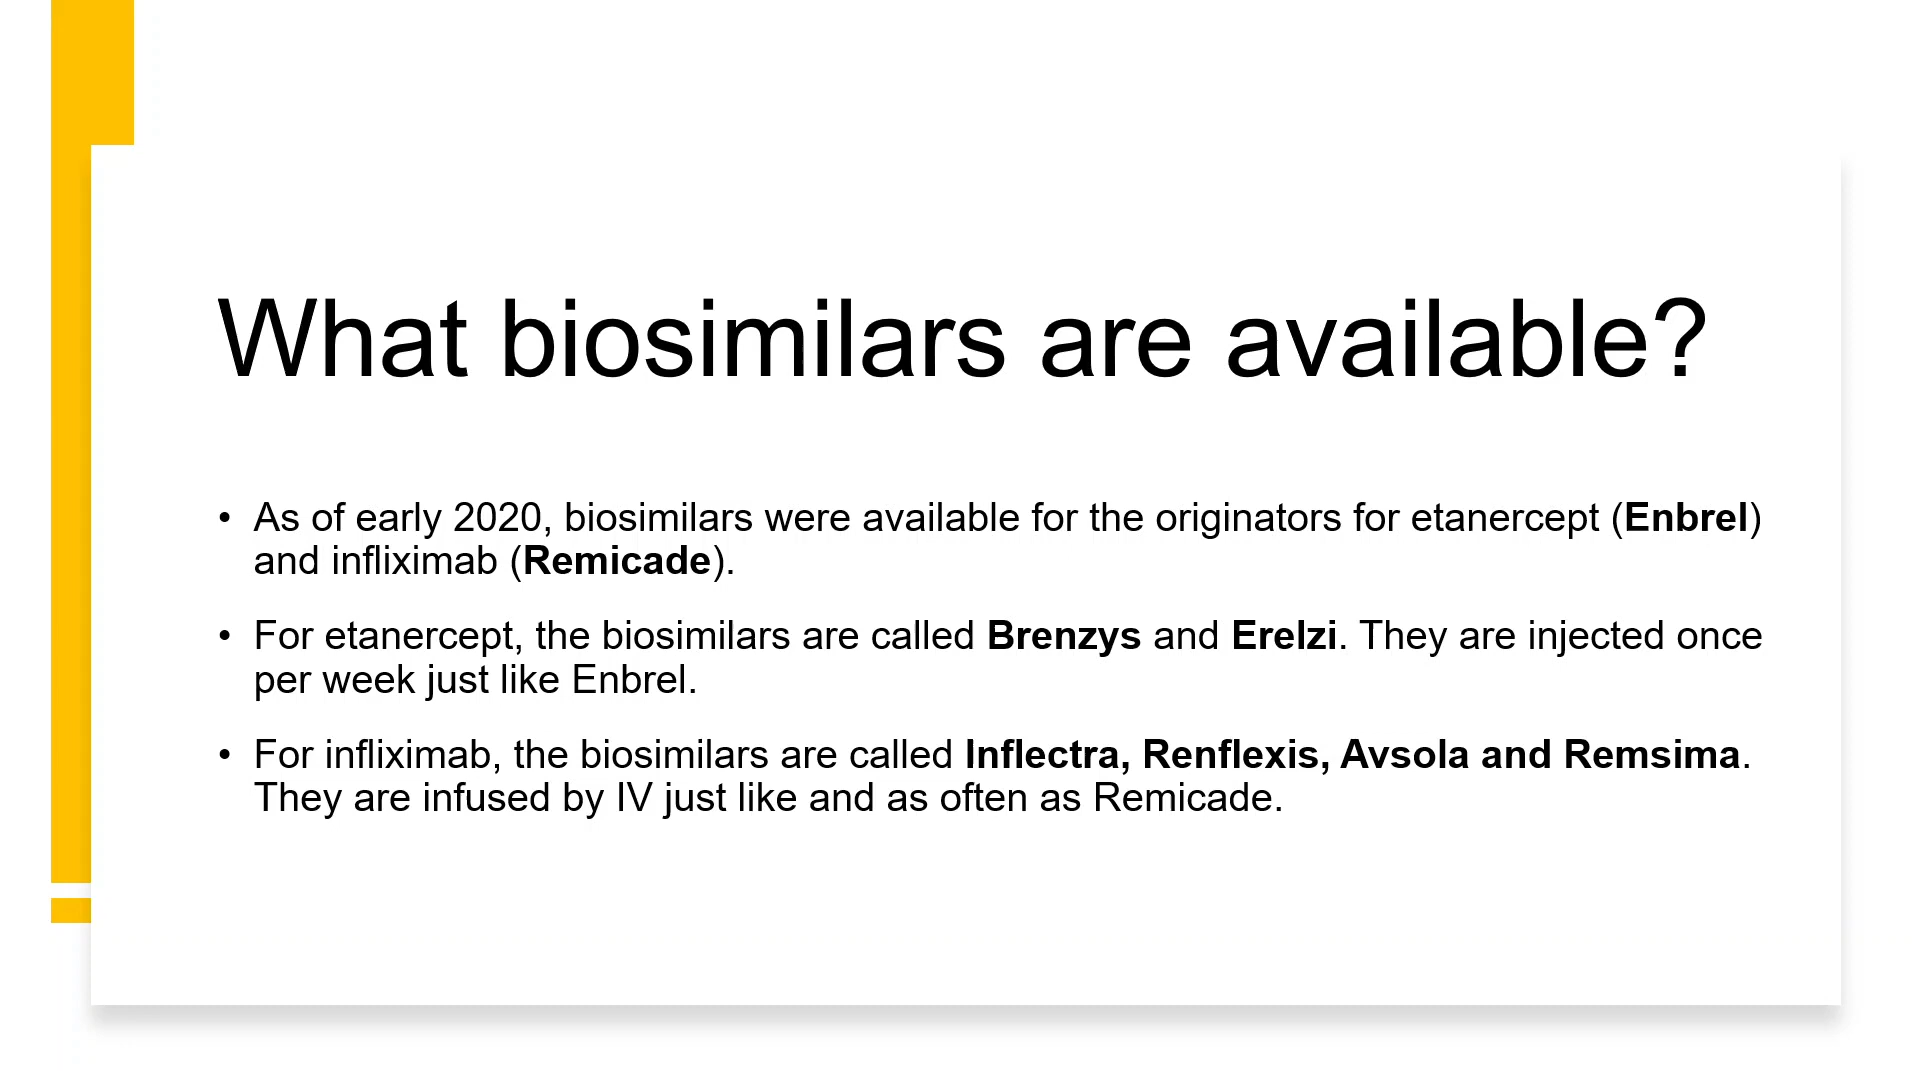 What biosimilars are available?
• As of early 2020, biosimilars were available for the originators for etanercept (Enbrel)
and infliximab (Remicade).
• For etanercept, the biosimilars are called Brenzys and Erelzi. They are injected once
per week just like Enbrel.
• For infliximab, the biosimilars are called Inflectra, Renflexis, Avsola and Remsima.
They are infused by IV just like and as often as Remicade.